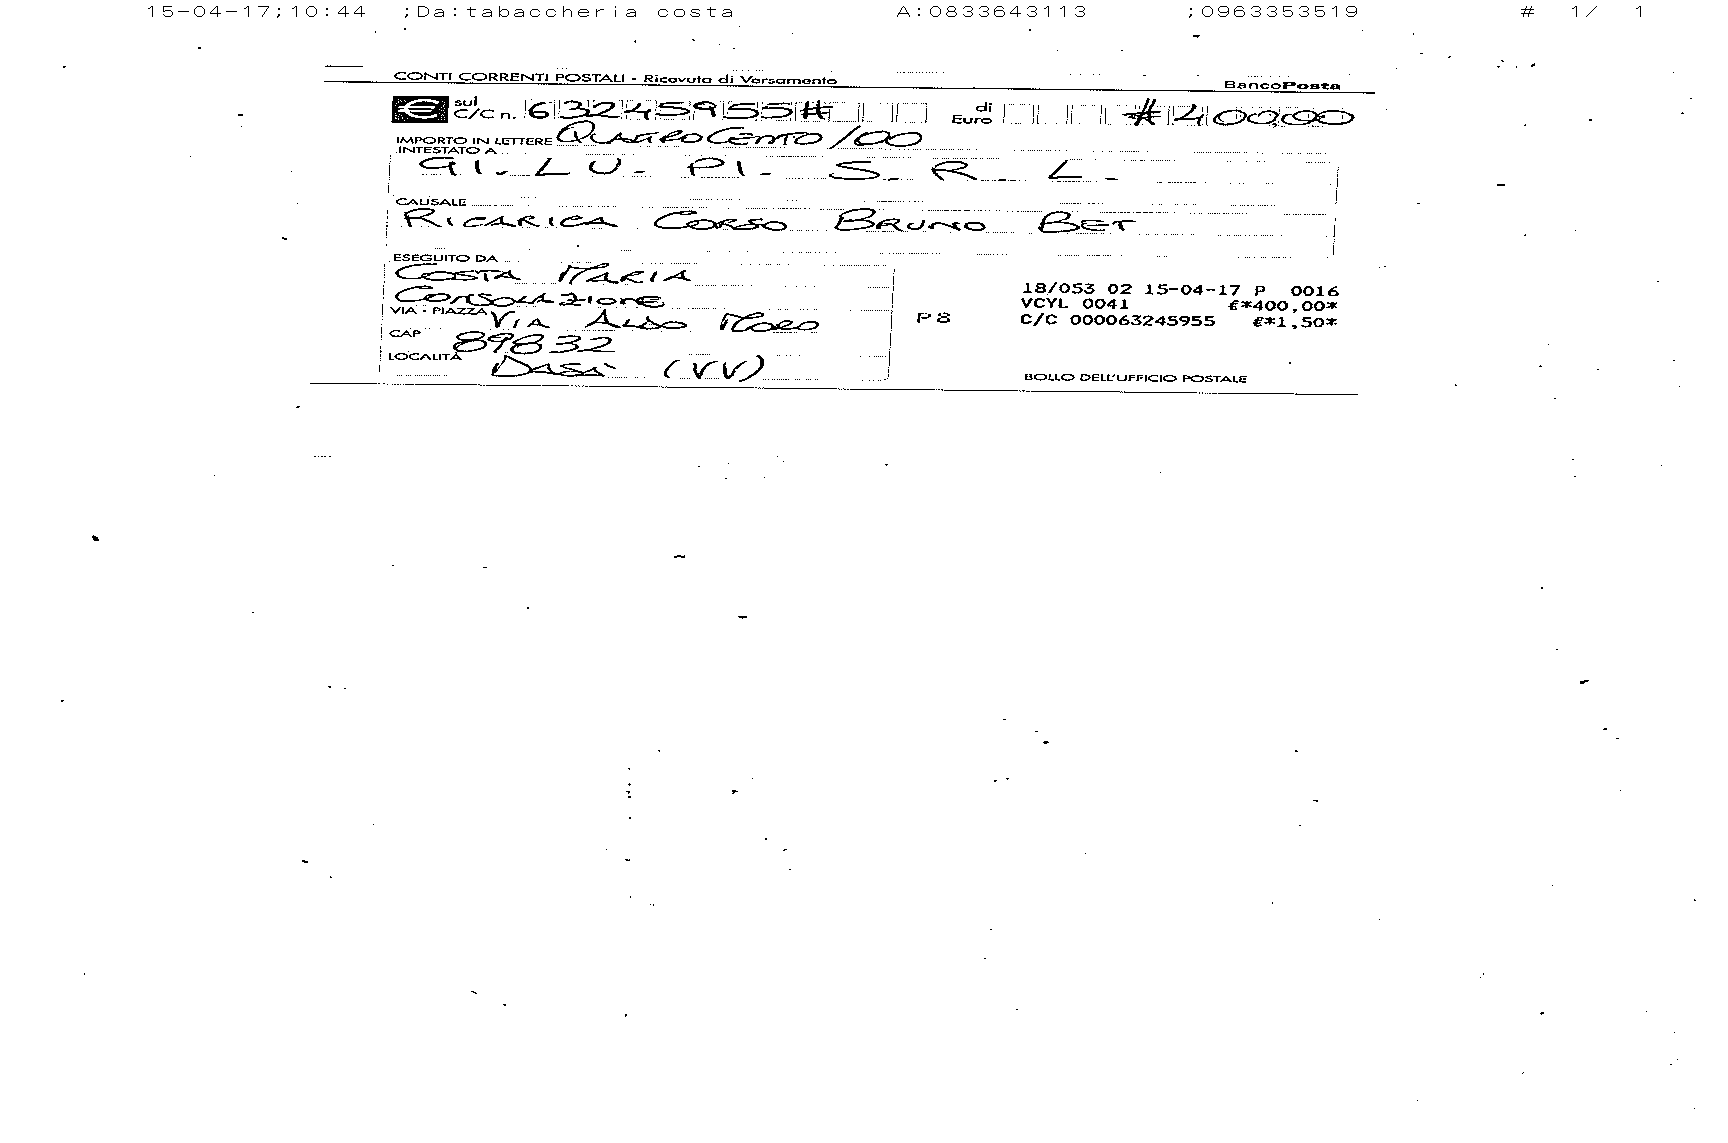 15-04-17;10:44 ;Da:tabaccheria costa A:0833643113 ;0963353519 # 1/ 1
CONTI CORRENTI POSTALI - Ricevuta di Versamento BancoPosta
€ sul C/C n. 63245955# di Euro #400,00
IMPORTO IN LETTERE QUATTROCENTO/00
INTESTATO A
GI. LU. PI. S. R. L.
CAUSALE
RICARICA CORSO BRUNO BET
ESEGUITO DA
COSTA MARIA
CONSOLAZIONE
VIA - PIAZZA VIA ALDO MORO
CAP 89832
LOCALITÀ DASÀ (VV)
P8
18/053 02 15-04-17 P 0016
VCYL 0041 €*400,00*
C/C 000063245955 €*1,50*
BOLLO DELL'UFFICIO POSTALE